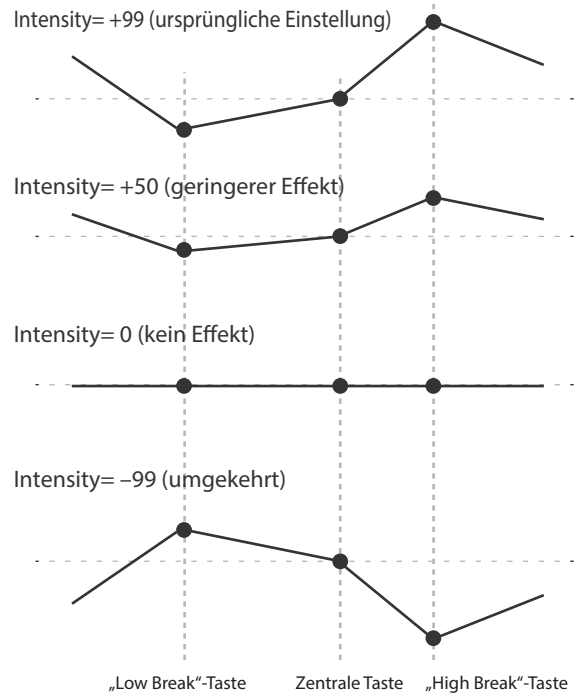 Intensity= +99 (ursprüngliche Einstellung)
Intensity= +50 (geringerer Effekt)
Intensity= 0 (kein Effekt)
Intensity= –99 (umgekehrt)
„Low Break“-Taste Zentrale Taste „High Break“-Taste